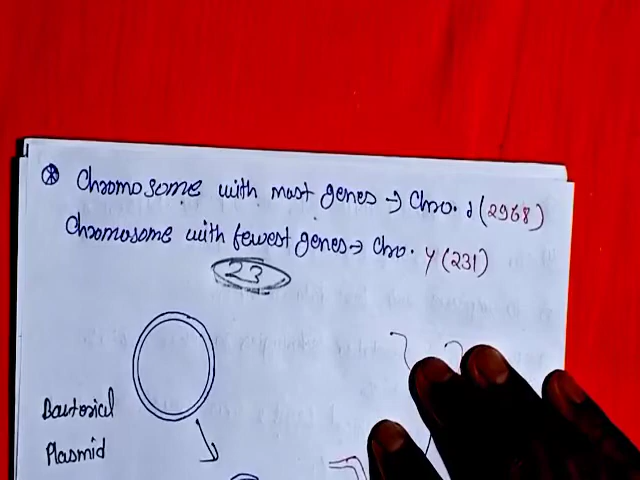 Chromosome with most genes → Chro. 1 (2968)
Chromosome with fewest genes → Chro. Y (231)
23
Bacterial
Plasmid